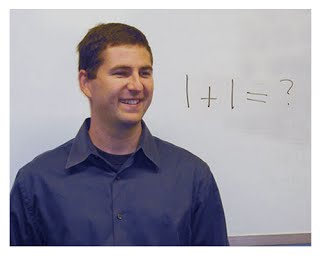 1 + 1 = ?